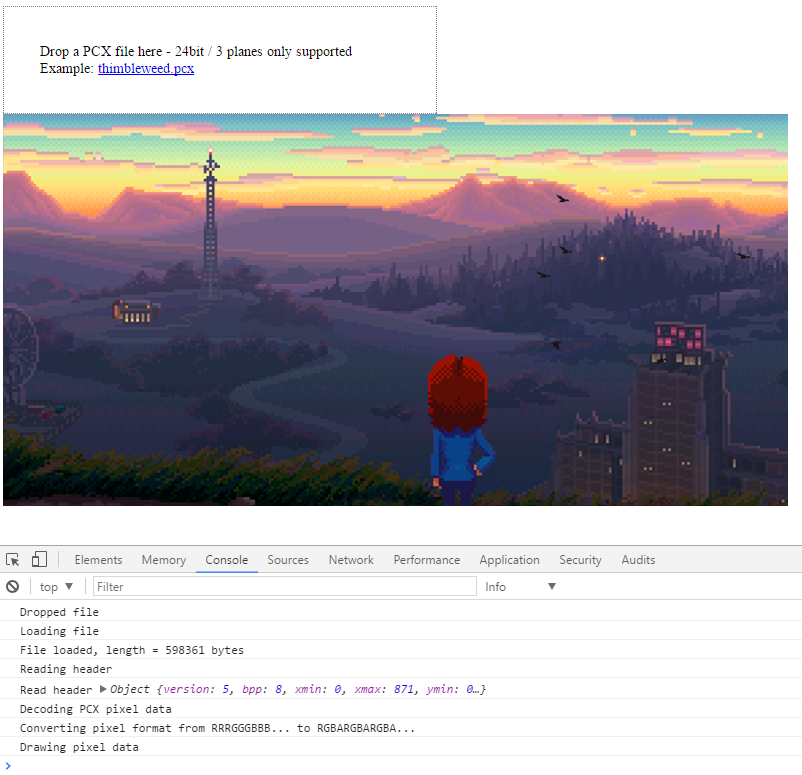 Drop a PCX file here - 24bit / 3 planes only supported
Example: thimbleweed.pcx
Elements Memory Console Sources Network Performance Application Security Audits
top ▼ Filter Info ▼
Dropped file
Loading file
File loaded, length = 598361 bytes
Reading header
Read header ▶Object {version: 5, bpp: 8, xmin: 0, xmax: 871, ymin: 0…}
Decoding PCX pixel data
Converting pixel format from RRRGGGBBB... to RGBARGBARGBA...
Drawing pixel data
>